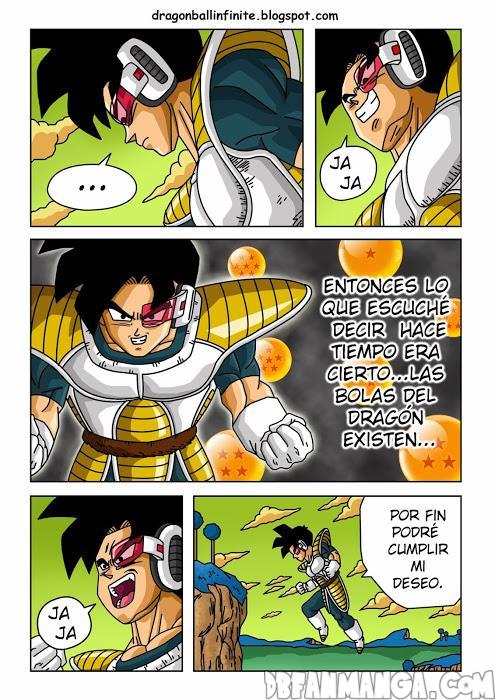 dragonballinfinite.blogspot.com
...
JA
JA
ENTONCES LO
QUE ESCUCHÉ
DECIR HACE
TIEMPO ERA
CIERTO...LAS
BOLAS DEL
DRAGÓN
EXISTEN...
JA
JA
POR FIN
PODRÉ
CUMPLIR
MI
DESEO.
DBFANMANGA.COM